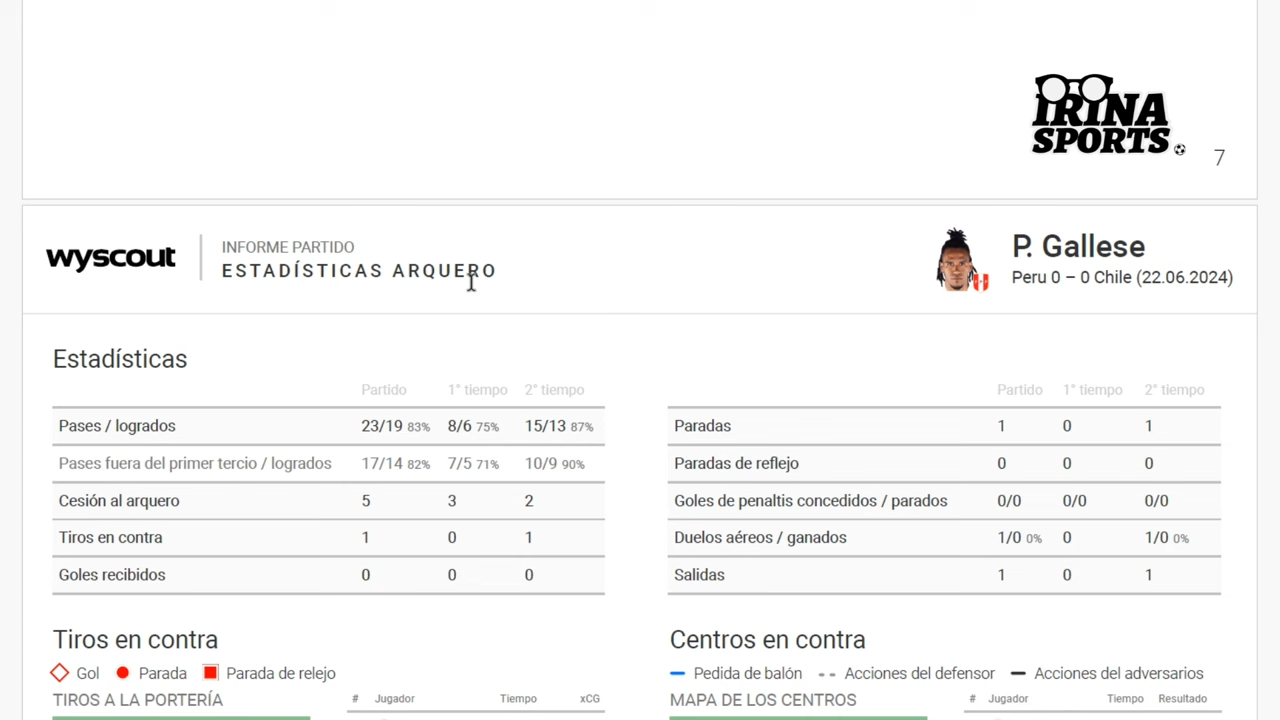 IRINA
SPORTS
7
wyscout
INFORME PARTIDO
ESTADÍSTICAS ARQUERO
P. Gallese
Peru 0 – 0 Chile (22.06.2024)
Estadísticas
Partido 1° tiempo 2° tiempo
Pases / logrados 23/19 83% 8/6 75% 15/13 87%
Pases fuera del primer tercio / logrados 17/14 82% 7/5 71% 10/9 90%
Cesión al arquero 5 3 2
Tiros en contra 1 0 1
Goles recibidos 0 0 0
Partido 1° tiempo 2° tiempo
Paradas 1 0 1
Paradas de reflejo 0 0 0
Goles de penaltis concedidos / parados 0/0 0/0 0/0
Duelos aéreos / ganados 1/0 0% 0 1/0 0%
Salidas 1 0 1
Tiros en contra
Gol Parada Parada de relejo
TIROS A LA PORTERÍA
# Jugador Tiempo xCG
Centros en contra
Pedida de balón Acciones del defensor Acciones del adversarios
MAPA DE LOS CENTROS
# Jugador Tiempo Resultado